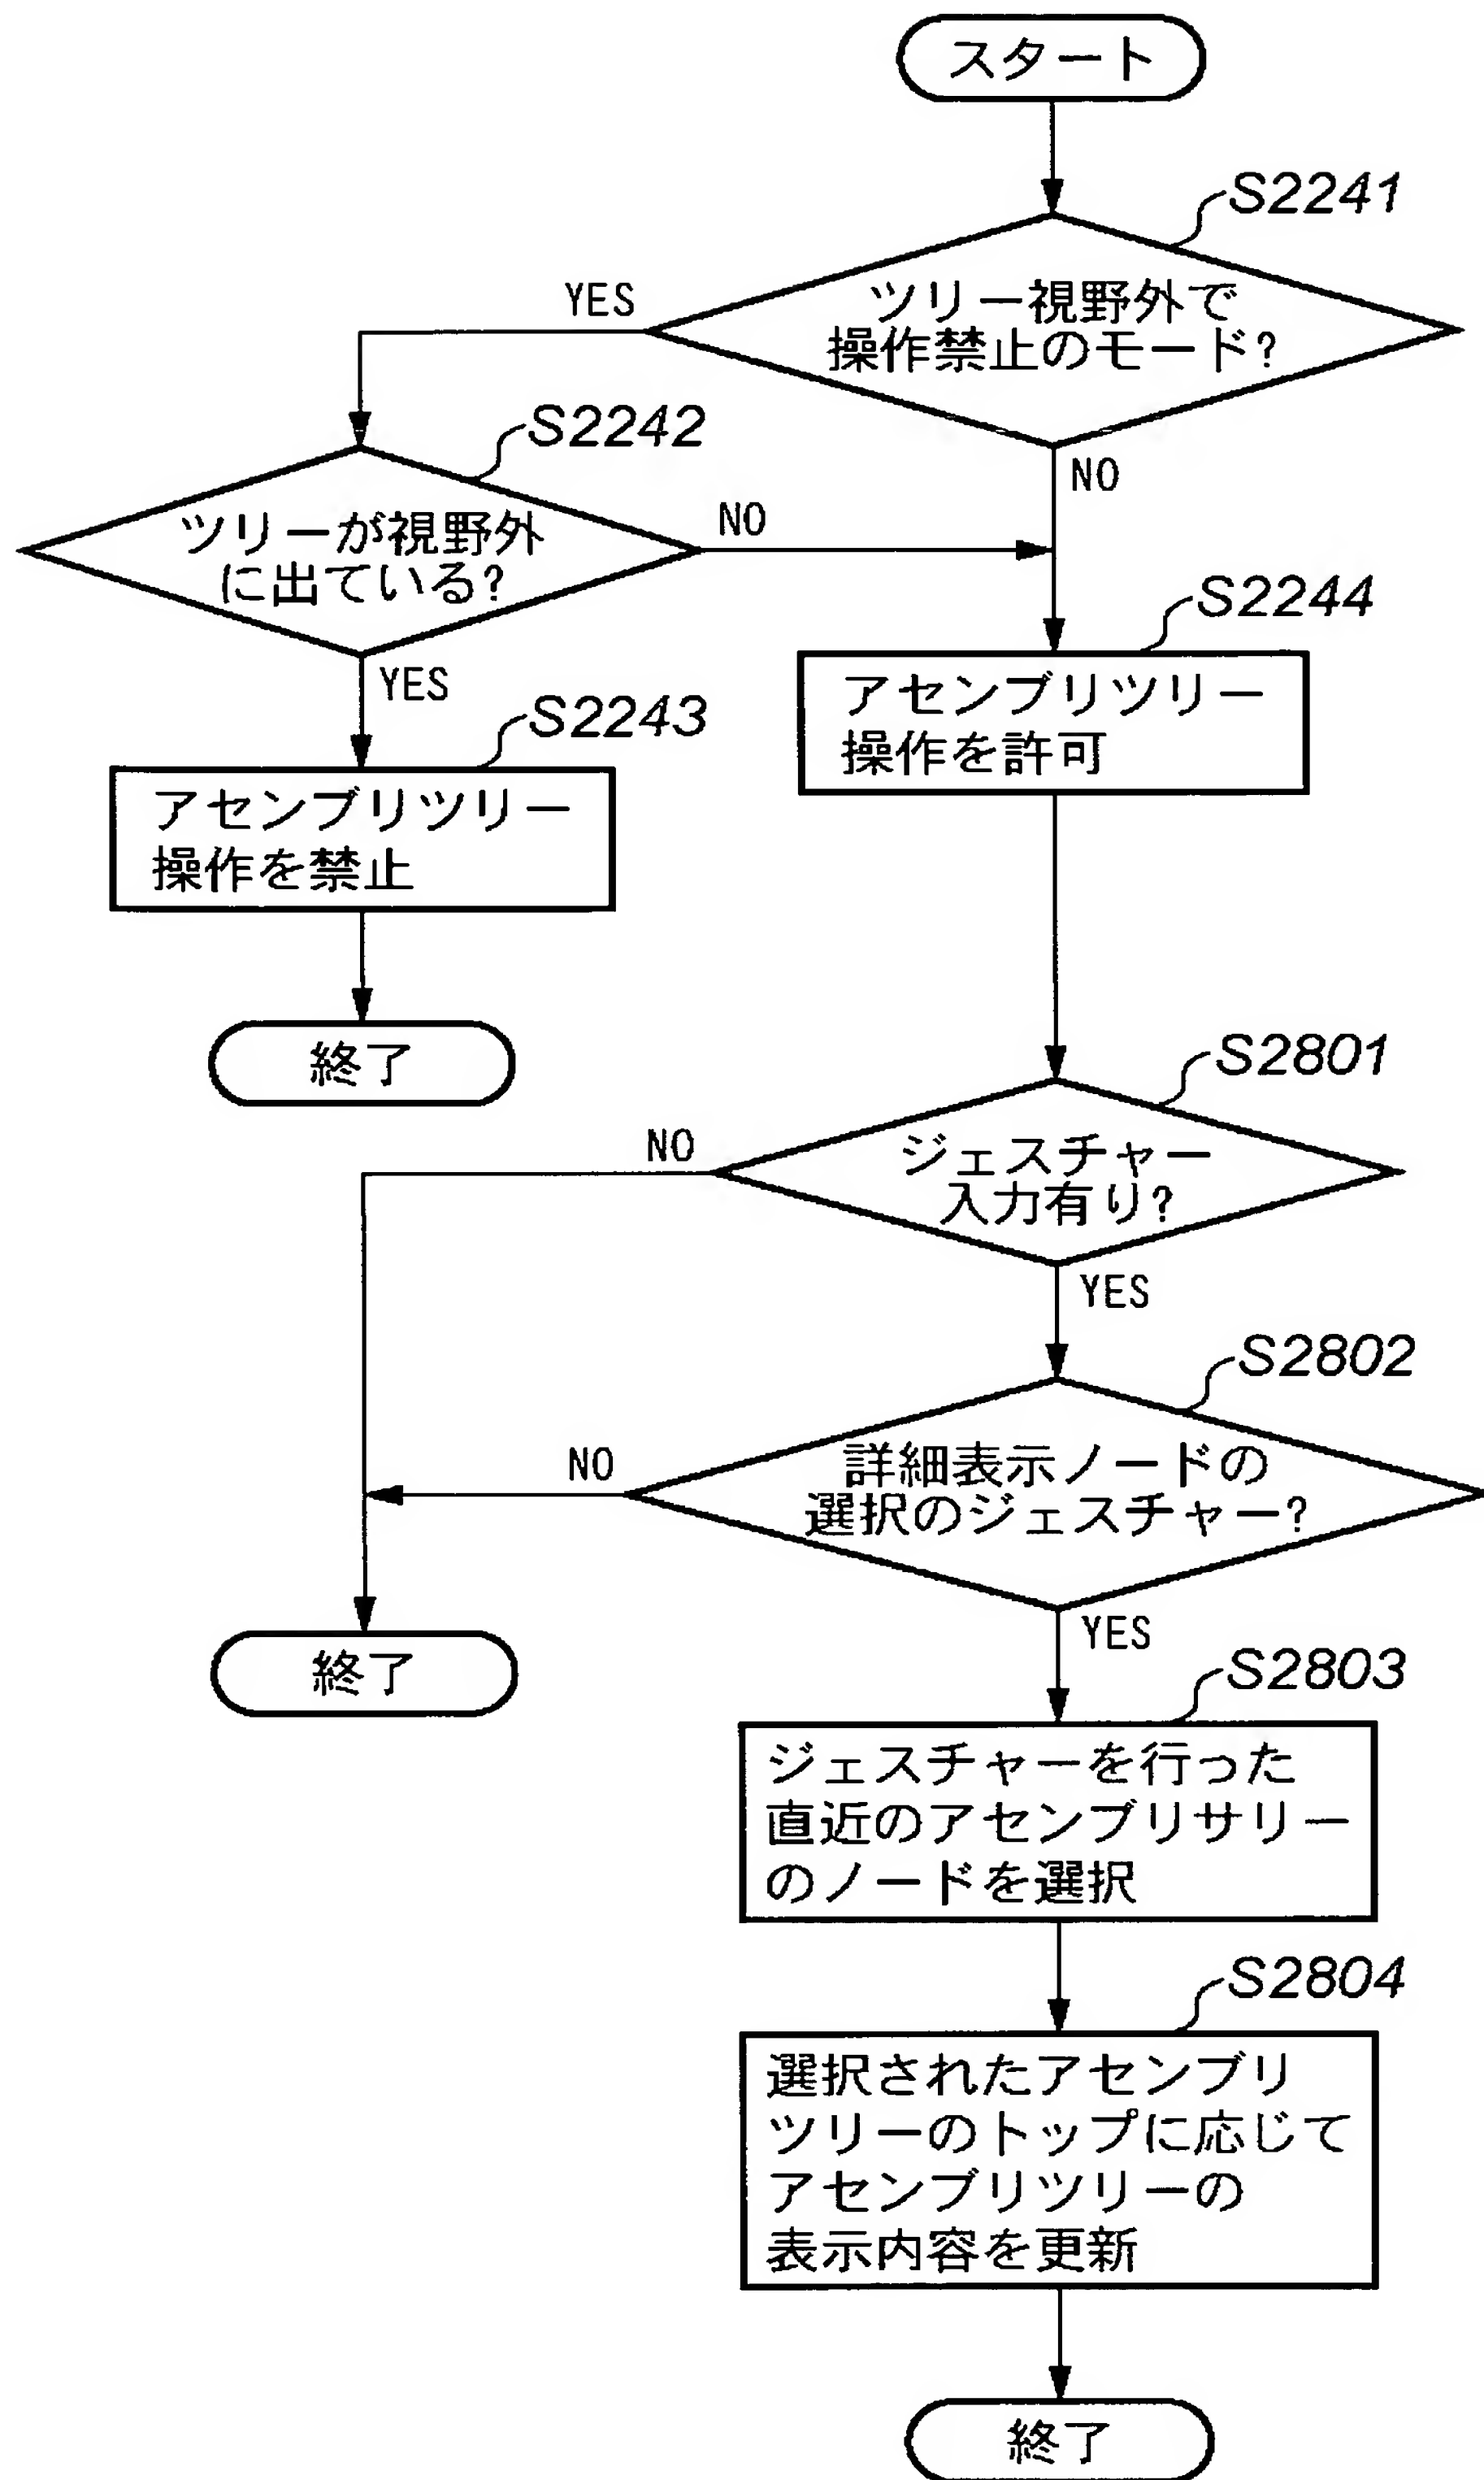 スタート
S2241
YES
ツリー視野外で
操作禁止のモード?
NO
S2242
ツリーが視野外
に出ている?
NO
YES
S2244
アセンブリツリー
操作を許可
S2243
アセンブリツリー
操作を禁止
終了
S2801
NO
ジェスチャー
入力有り?
YES
S2802
NO
詳細表示ノードの
選択のジェスチャー?
YES
終了
S2803
ジェスチャーを行った
直近のアセンブリサリー
のノードを選択
S2804
選択されたアセンブリ
ツリーのトップに応じて
アセンブリツリーの
表示内容を更新
終了